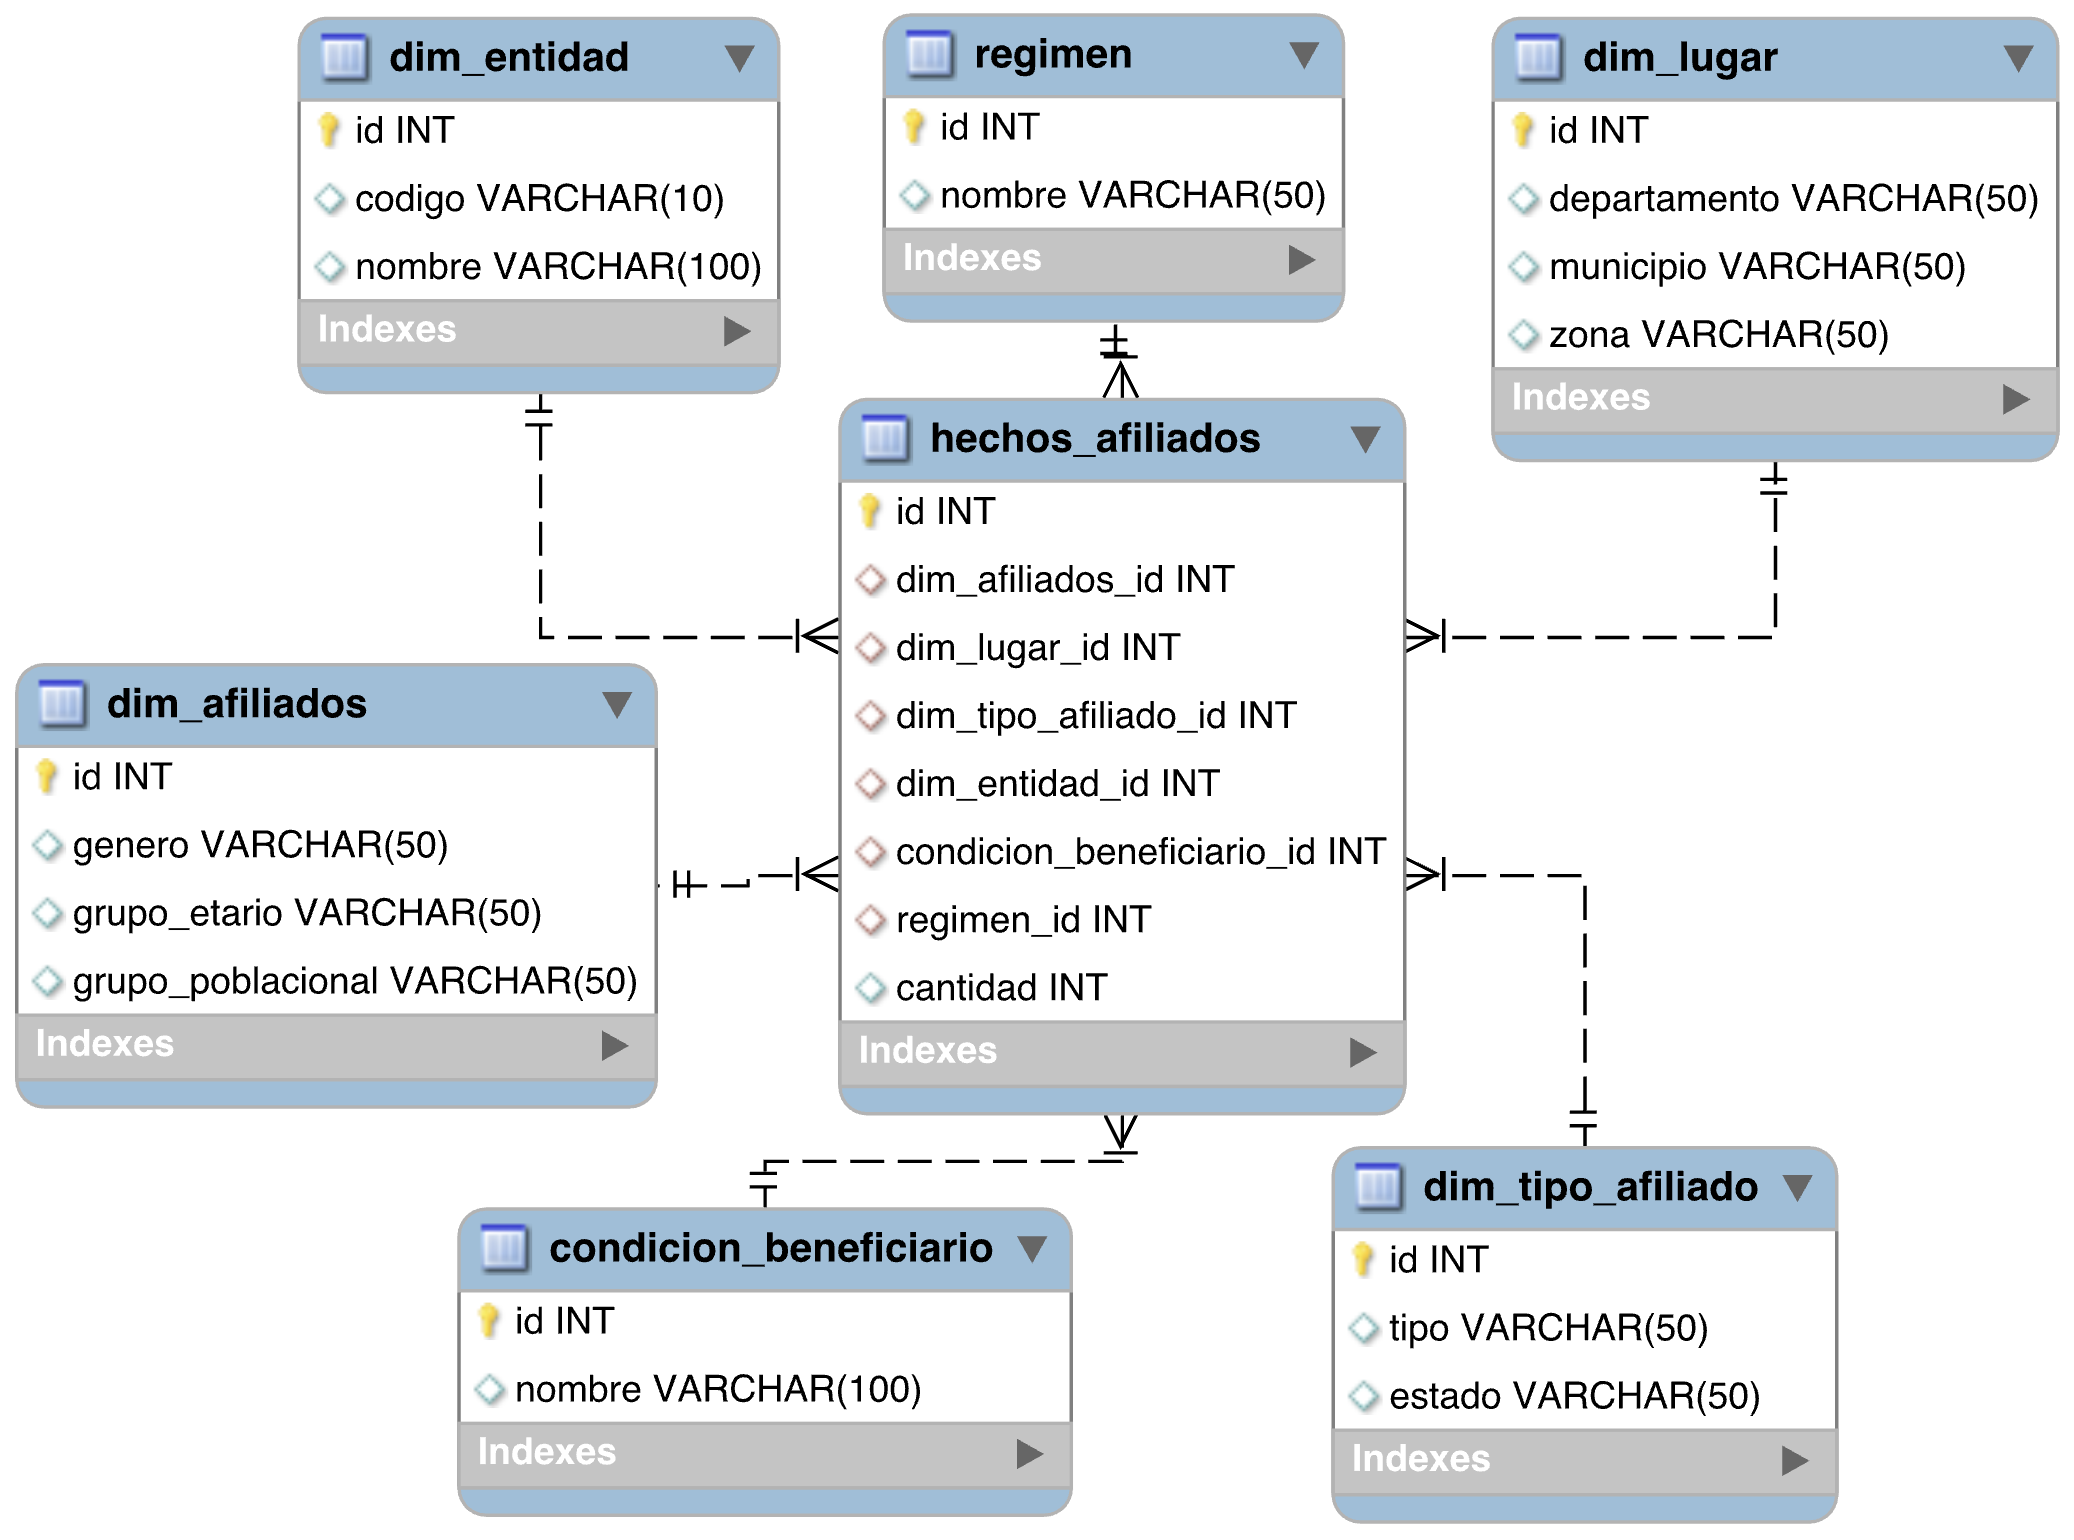 dim_entidad
id INT
codigo VARCHAR(10)
nombre VARCHAR(100)
Indexes
regimen
id INT
nombre VARCHAR(50)
Indexes
dim_lugar
id INT
departamento VARCHAR(50)
municipio VARCHAR(50)
zona VARCHAR(50)
Indexes
hechos_afiliados
id INT
dim_afiliados_id INT
dim_lugar_id INT
dim_tipo_afiliado_id INT
dim_entidad_id INT
condicion_beneficiario_id INT
regimen_id INT
cantidad INT
Indexes
dim_afiliados
id INT
genero VARCHAR(50)
grupo_etario VARCHAR(50)
grupo_poblacional VARCHAR(50)
Indexes
condicion_beneficiario
id INT
nombre VARCHAR(100)
Indexes
dim_tipo_afiliado
id INT
tipo VARCHAR(50)
estado VARCHAR(50)
Indexes